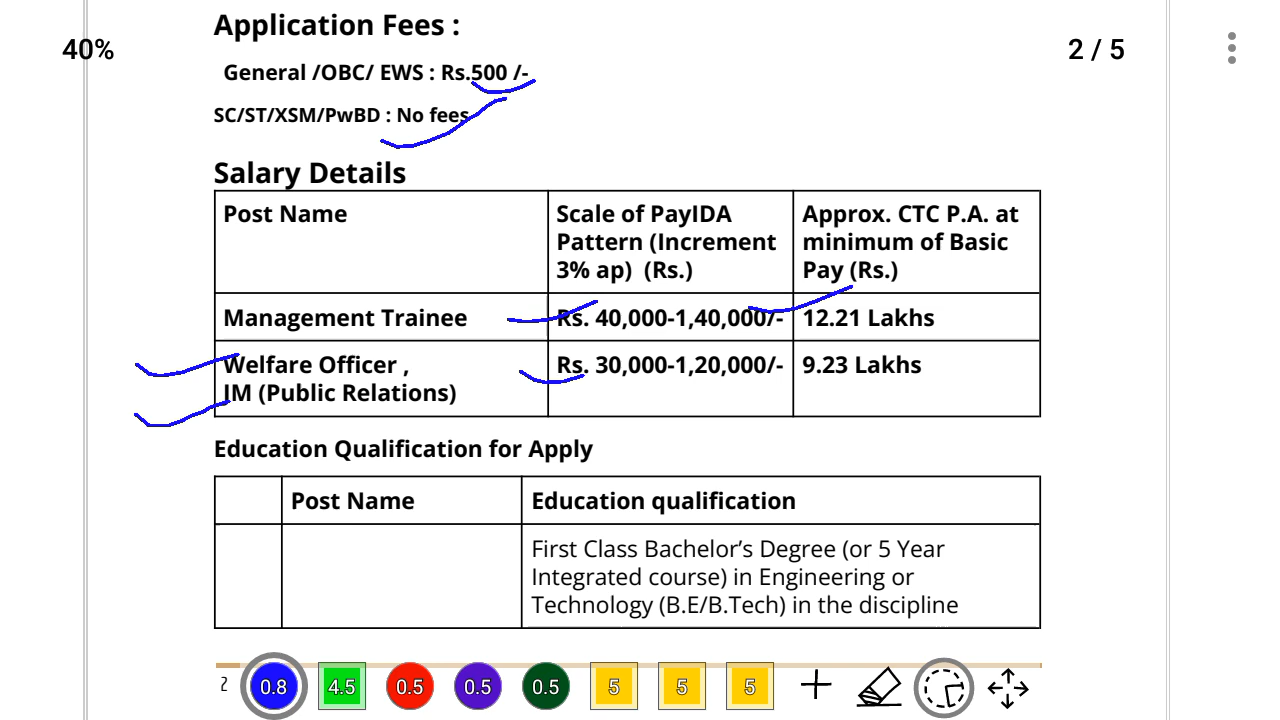 Application Fees :
40%
2 / 5
General /OBC/ EWS : Rs.500 /-
SC/ST/XSM/PwBD : No fees
Salary Details
Post Name
Scale of PayIDA
Pattern (Increment
3% ap) (Rs.)
Approx. CTC P.A. at
minimum of Basic
Pay (Rs.)
Management Trainee
Rs. 40,000-1,40,000/-
12.21 Lakhs
Welfare Officer ,
JM (Public Relations)
Rs. 30,000-1,20,000/-
9.23 Lakhs
Education Qualification for Apply
Post Name
Education qualification
First Class Bachelor’s Degree (or 5 Year
Integrated course) in Engineering or
Technology (B.E/B.Tech) in the discipline
2
0.8
4.5
0.5
0.5
0.5
5
5
5